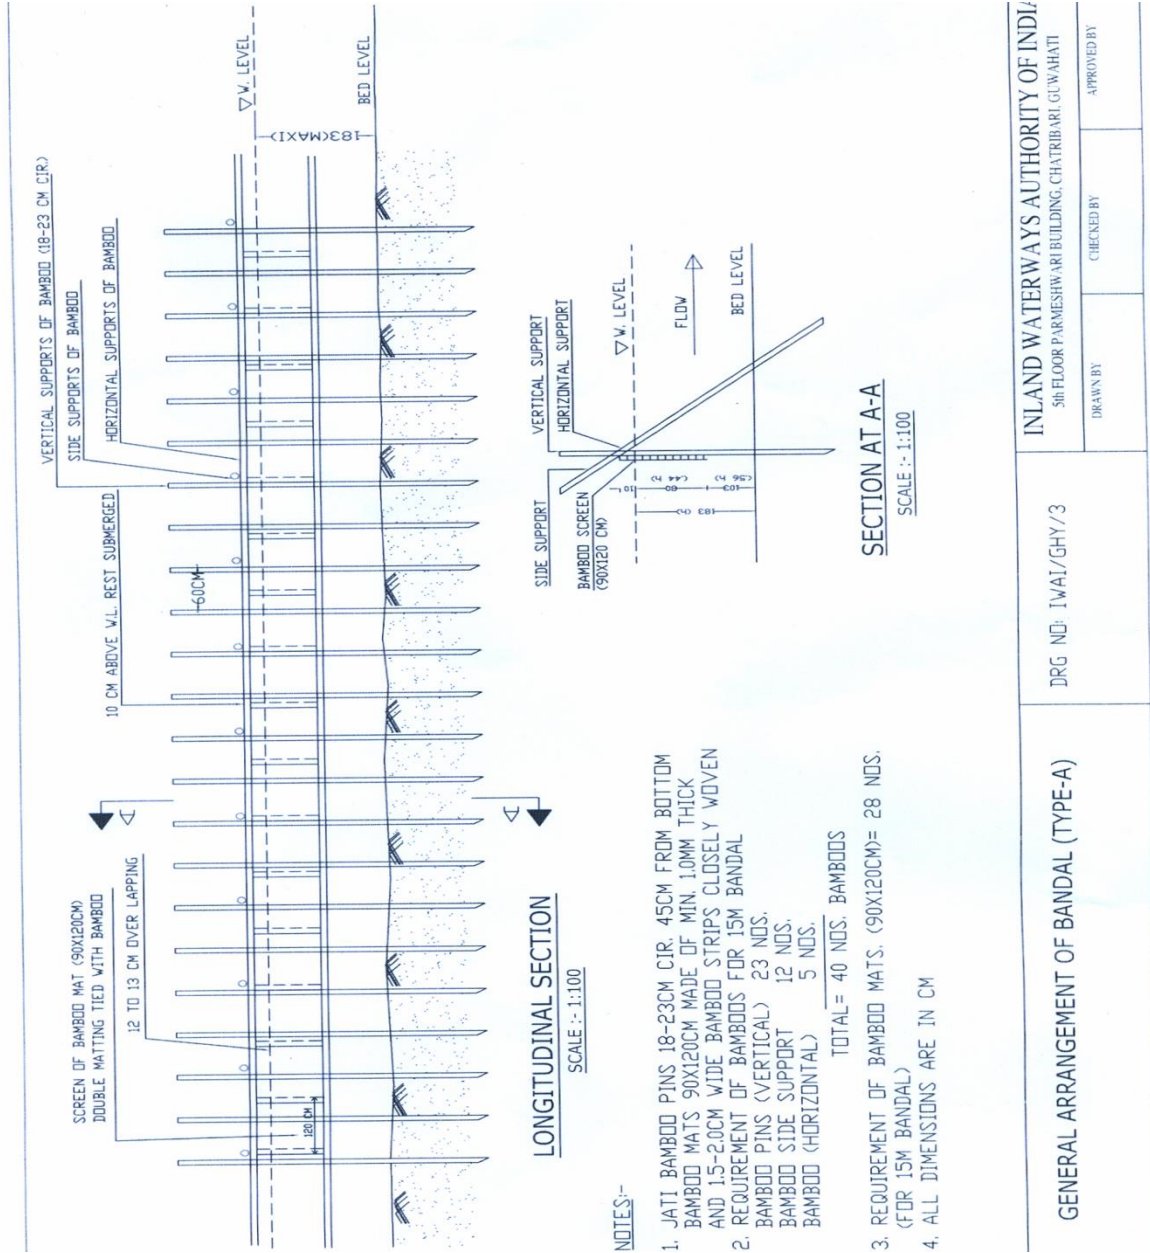 VERTICAL SUPPORTS OF BAMBOO (18-23 CM CIR.)
SIDE SUPPORTS OF BAMBOO
HORIZONTAL SUPPORTS OF BAMBOO
10 CM ABOVE W.L. REST SUBMERGED
SCREEN OF BAMBOO MAT (90X120CM)
DOUBLE MATTING TIED WITH BAMBOO
12 TO 13 CM OVER LAPPING
W. LEVEL
183(MAXI)
BED LEVEL
60CM
120 CM
A
A
LONGITUDINAL SECTION
SCALE :- 1:100
SIDE SUPPORT
BAMBOO SCREEN
(90X120 CM)
VERTICAL SUPPORT
HORIZONTAL SUPPORT
W. LEVEL
FLOW
BED LEVEL
10
80
(.44 h)
103
(.56 h)
183 (h)
SECTION AT A-A
SCALE :- 1:100
NOTES:-
1. JATI BAMBOO PINS 18-23CM CIR. 45CM FROM BOTTOM
BAMBOO MATS 90X120CM MADE OF MIN. 1.0MM THICK
AND 1.5-2.0CM WIDE BAMBOO STRIPS CLOSELY WOVEN
2. REQUIREMENT OF BAMBOOS FOR 15M BANDAL
BAMBOO PINS (VERTICAL) 23 NOS.
BAMBOO SIDE SUPPORT 12 NOS.
BAMBOO (HORIZONTAL) 5 NOS.
TOTAL= 40 NOS. BAMBOOS
3. REQUIREMENT OF BAMBOO MATS. (90X120CM)= 28 NOS.
(FOR 15M BANDAL)
4. ALL DIMENSIONS ARE IN CM
GENERAL ARRANGEMENT OF BANDAL (TYPE-A)
DRG NO: IWAI/GHY/3
INLAND WATERWAYS AUTHORITY OF INDIA
5th FLOOR PARMESHWARI BUILDING, CHATRIBARI, GUWAHATI
DRAWN BY
CHECKED BY
APPROVED BY